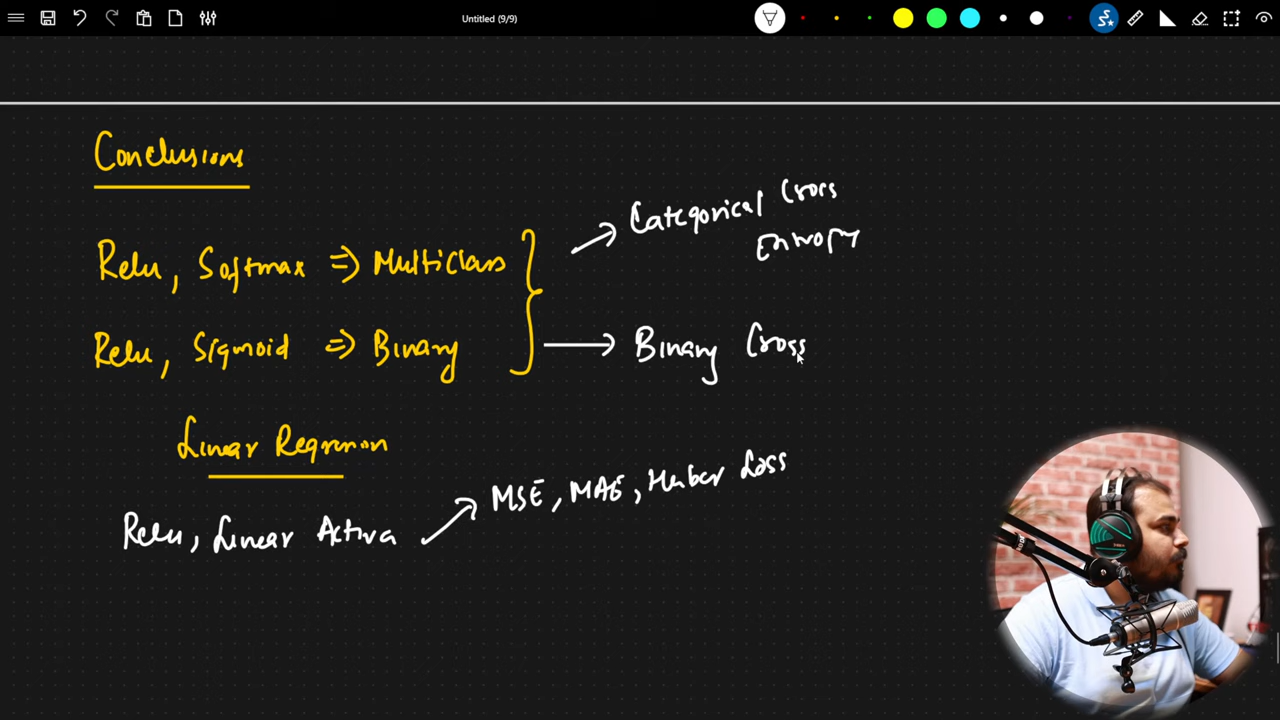 Untitled (9/9)
Conclusions
Relu, Softmax => Multiclass
Categorical Cross
Entropy
Relu, Sigmoid => Binary
Binary Cross
Linear Regression
Relu, Linear Activa
MSE, MAE, Huber Loss